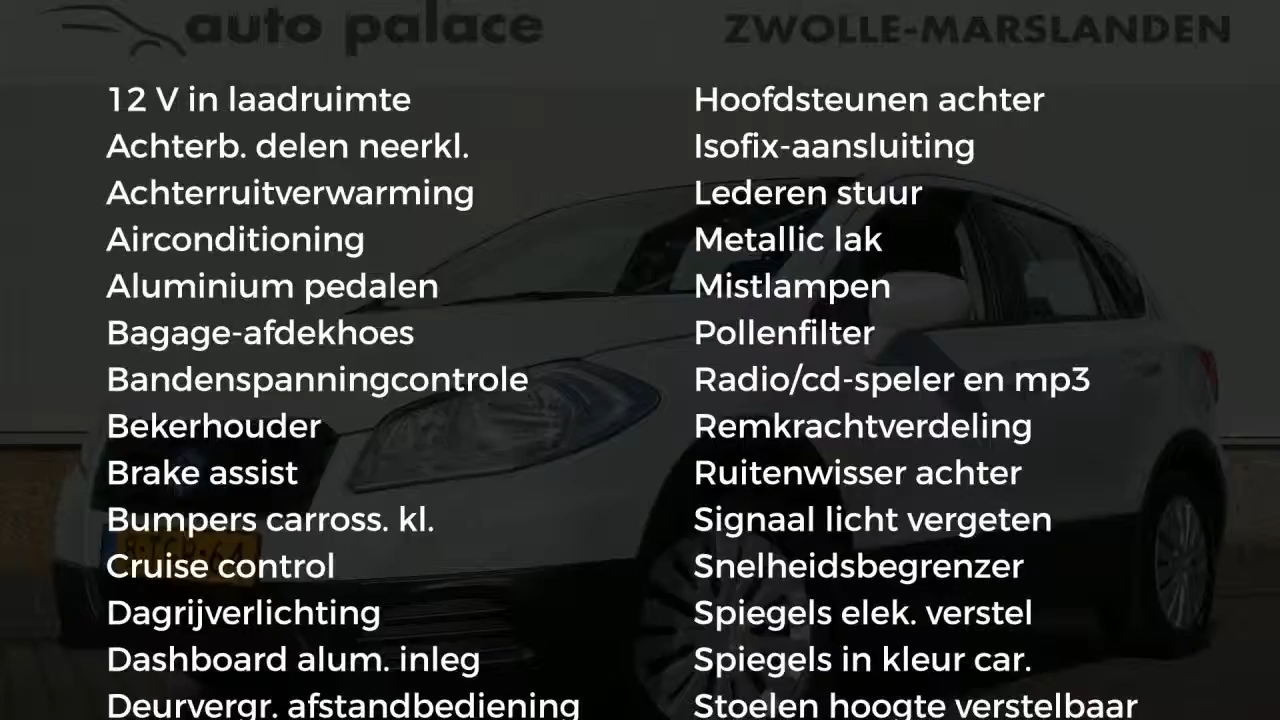 auto palace
ZWOLLE-MARSLANDEN
12 V in laadruimte
Achterb. delen neerkl.
Achterruitverwarming
Airconditioning
Aluminium pedalen
Bagage-afdekhoes
Bandenspanningcontrole
Bekerhouder
Brake assist
Bumpers carross. kl.
Cruise control
Dagrijverlichting
Dashboard alum. inleg
Deurvergr. afstandbediening
Hoofdsteunen achter
Isofix-aansluiting
Lederen stuur
Metallic lak
Mistlampen
Pollenfilter
Radio/cd-speler en mp3
Remkrachtverdeling
Ruitenwisser achter
Signaal licht vergeten
Snelheidsbegrenzer
Spiegels elek. verstel
Spiegels in kleur car.
Stoelen hoogte verstelbaar